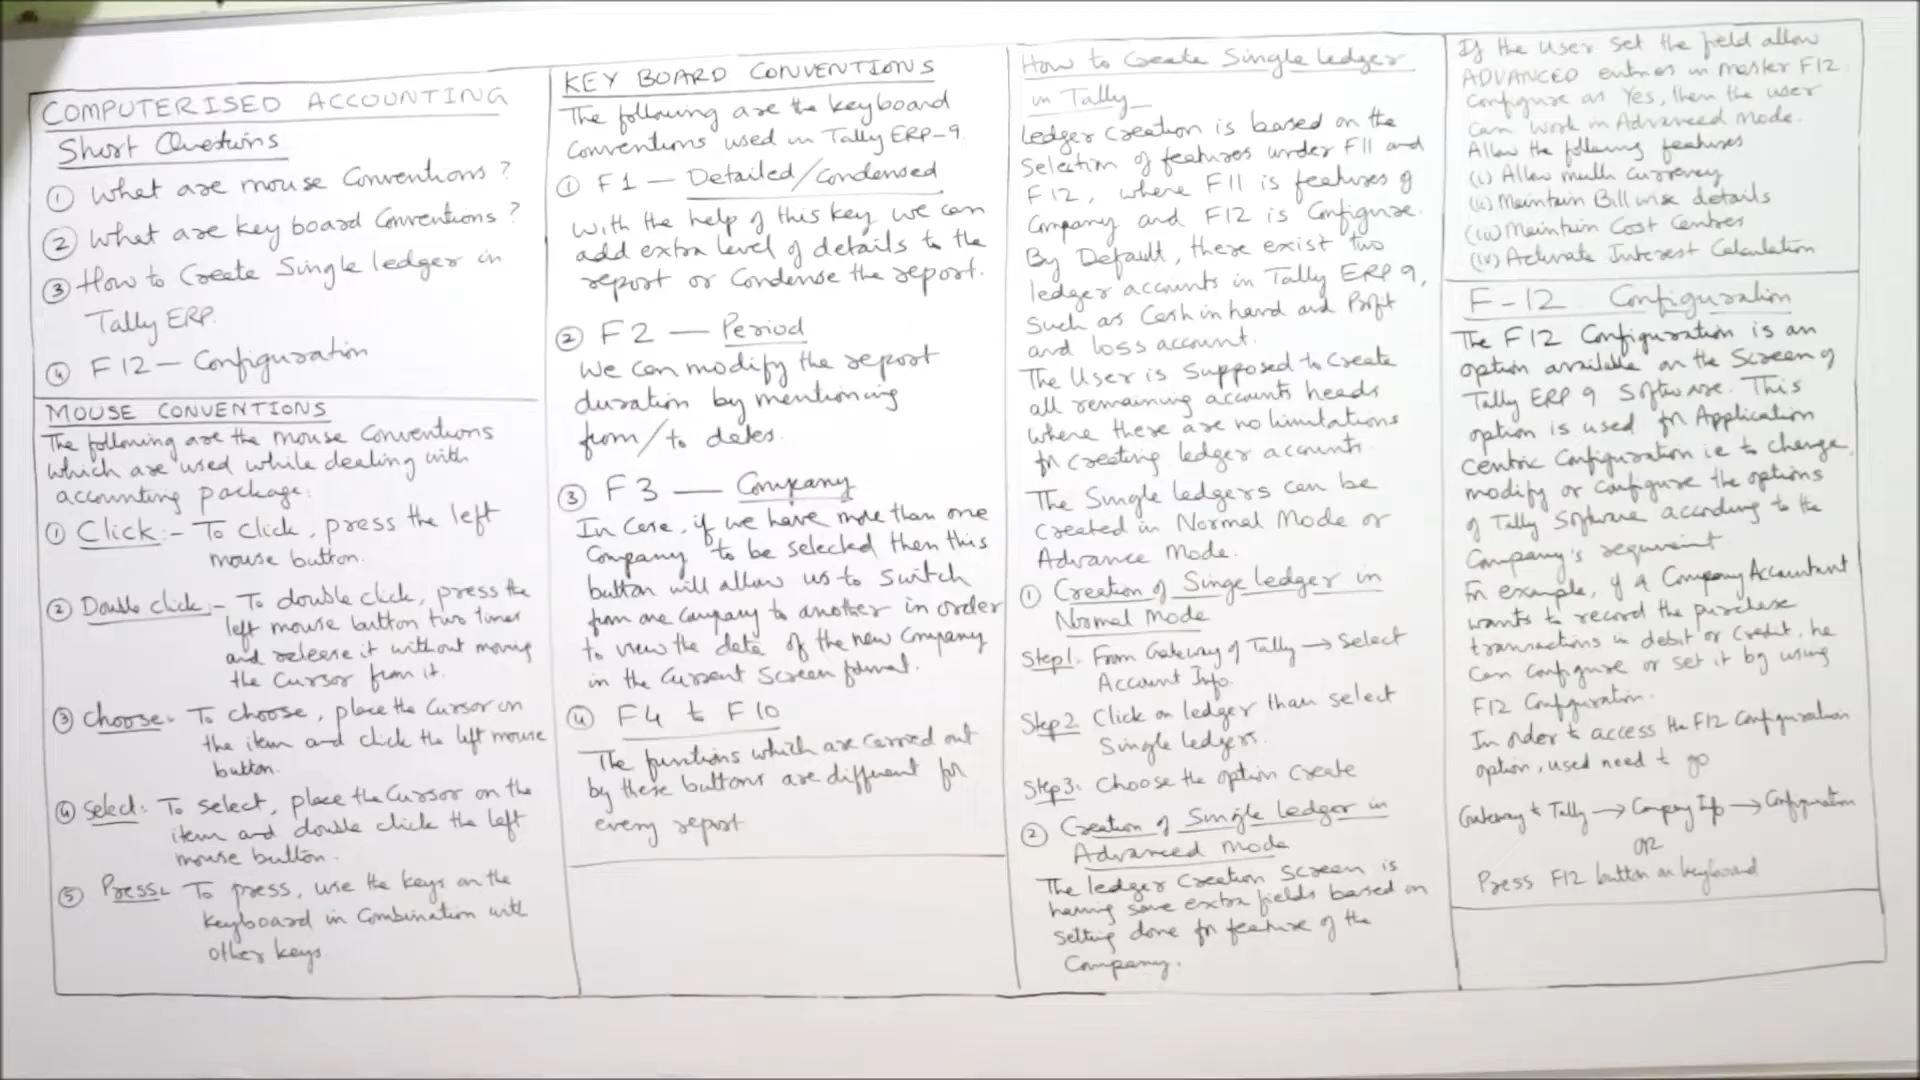 COMPUTERISED ACCOUNTING
Short Questions
① What are mouse Conventions?
② What are key board Conventions?
③ How to Create Single ledger in
Tally ERP.
④ F12 — Configuration
MOUSE CONVENTIONS
The following are the mouse Conventions
which are used while dealing with
accounting package.
① Click:- To click, press the left
mouse button.
② Double click:- To double click, press the
left mouse button two times
and release it without moving
the Cursor from it.
③ Choose:- To choose, place the Cursor on
the item and click the left mouse
button.
④ Select:- To select, place the Cursor on the
item and double click the left
mouse button.
⑤ Press:- To press, use the keys on the
keyboard in Combination with
other keys
KEY BOARD CONVENTIONS
The following are the keyboard
Conventions used in Tally ERP-9.
① F1 — Detailed/Condensed
With the help of this key we can
add extra level of details to the
report or Condense the report.
② F2 — Period
We can modify the report
duration by mentioning
from/to dates.
③ F3 — Company
In Case, if we have more than one
Company to be selected then this
button will allow us to Switch
from one Company to another in order
to view the data of the new Company
in the Current Screen format.
④ F4 to F10
The functions which are carried out
by these buttons are different for
every report
How to Create Single ledger
in Tally
Ledger Creation is based on the
Selection of features under F11 and
F12, where F11 is features of
Company and F12 is Configure.
By Default, there exist two
ledger accounts in Tally ERP 9,
Such as Cash in hand and Profit
and loss account.
The User is Supposed to Create
all remaining accounts heads
where there are no limitations
for creating ledger accounts.
The Single ledgers can be
Created in Normal Mode or
Advance Mode.
① Creation of Singe ledger in
Normal Mode
Step1. From Gateway of Tally → Select
Account Info.
Step2. Click on ledger than select
Single ledgers.
Step3. Choose the option Create
② Creation of Single Ledger in
Advanced Mode
The ledger Creation Screen is
having some extra fields based on
setting done for feature of the
Company.
If the User set the field allow
ADVANCED entries in master F12.
Configure as Yes, then the user
Can work in Advanced Mode.
Allow the following features
(i) Allow multi Currency
(ii) Maintain Bill wise details
(iii) Maintain Cost Centres
(iv) Activate Interest Calculation
F-12 Configuration
The F12 Configuration is an
option available on the Screen of
Tally ERP 9 Software. This
option is used for Application
Centric Configuration ie to change,
modify or configure the options
of Tally Software according to the
Company's
For example, if a Company Accountant
wants to record the purchase
transactions in debit or Credit, he
Can Configure or set it by using
F12 Configuration.
In order to access the F12 Configuration
option, used need to go
Gateway of Tally → Company Info → Configuration
OR
Press F12 button on keyboard